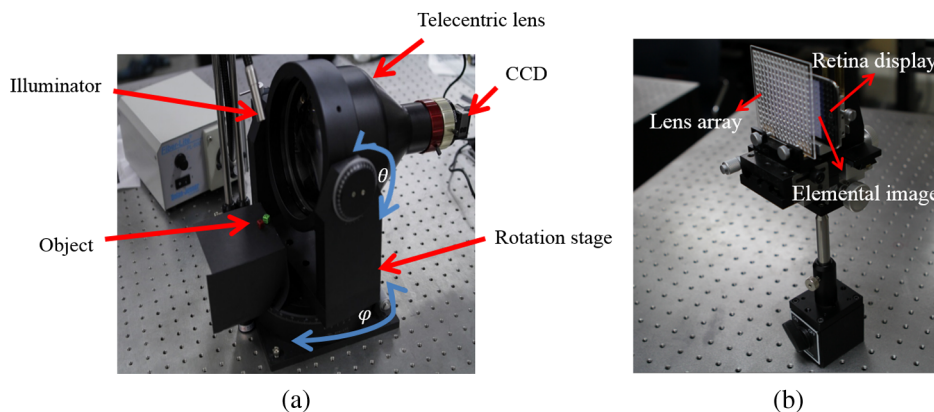 Telecentric lens
Illuminator
CCD
θ
Object
Rotation stage
φ
(a)
Retina display
Lens array
Elemental image
(b)